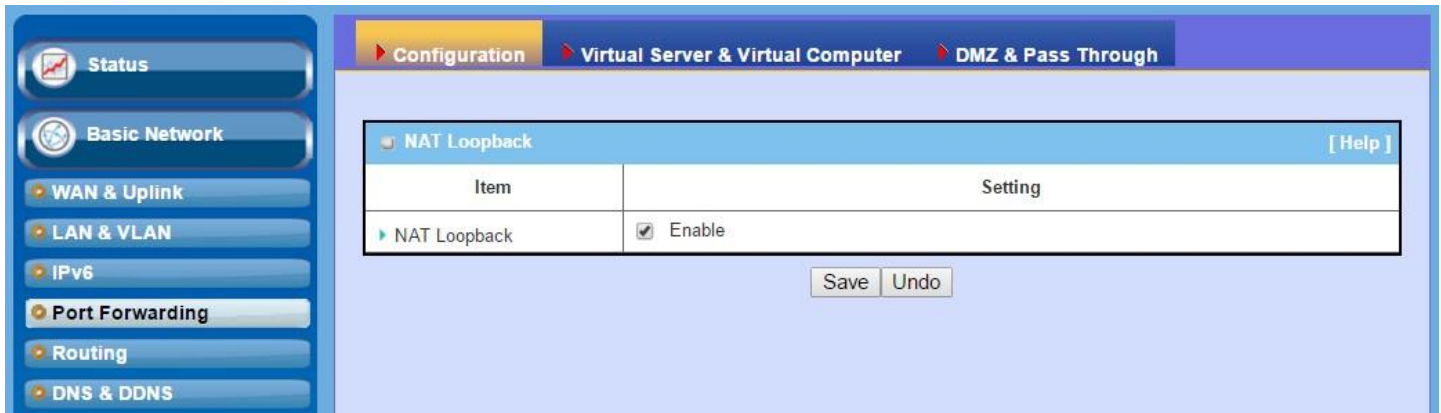 Status
Basic Network
WAN & Uplink
LAN & VLAN
IPv6
Port Forwarding
Routing
DNS & DDNS
Configuration Virtual Server & Virtual Computer DMZ & Pass Through
NAT Loopback [ Help ]
Item Setting
NAT Loopback Enable
Save Undo